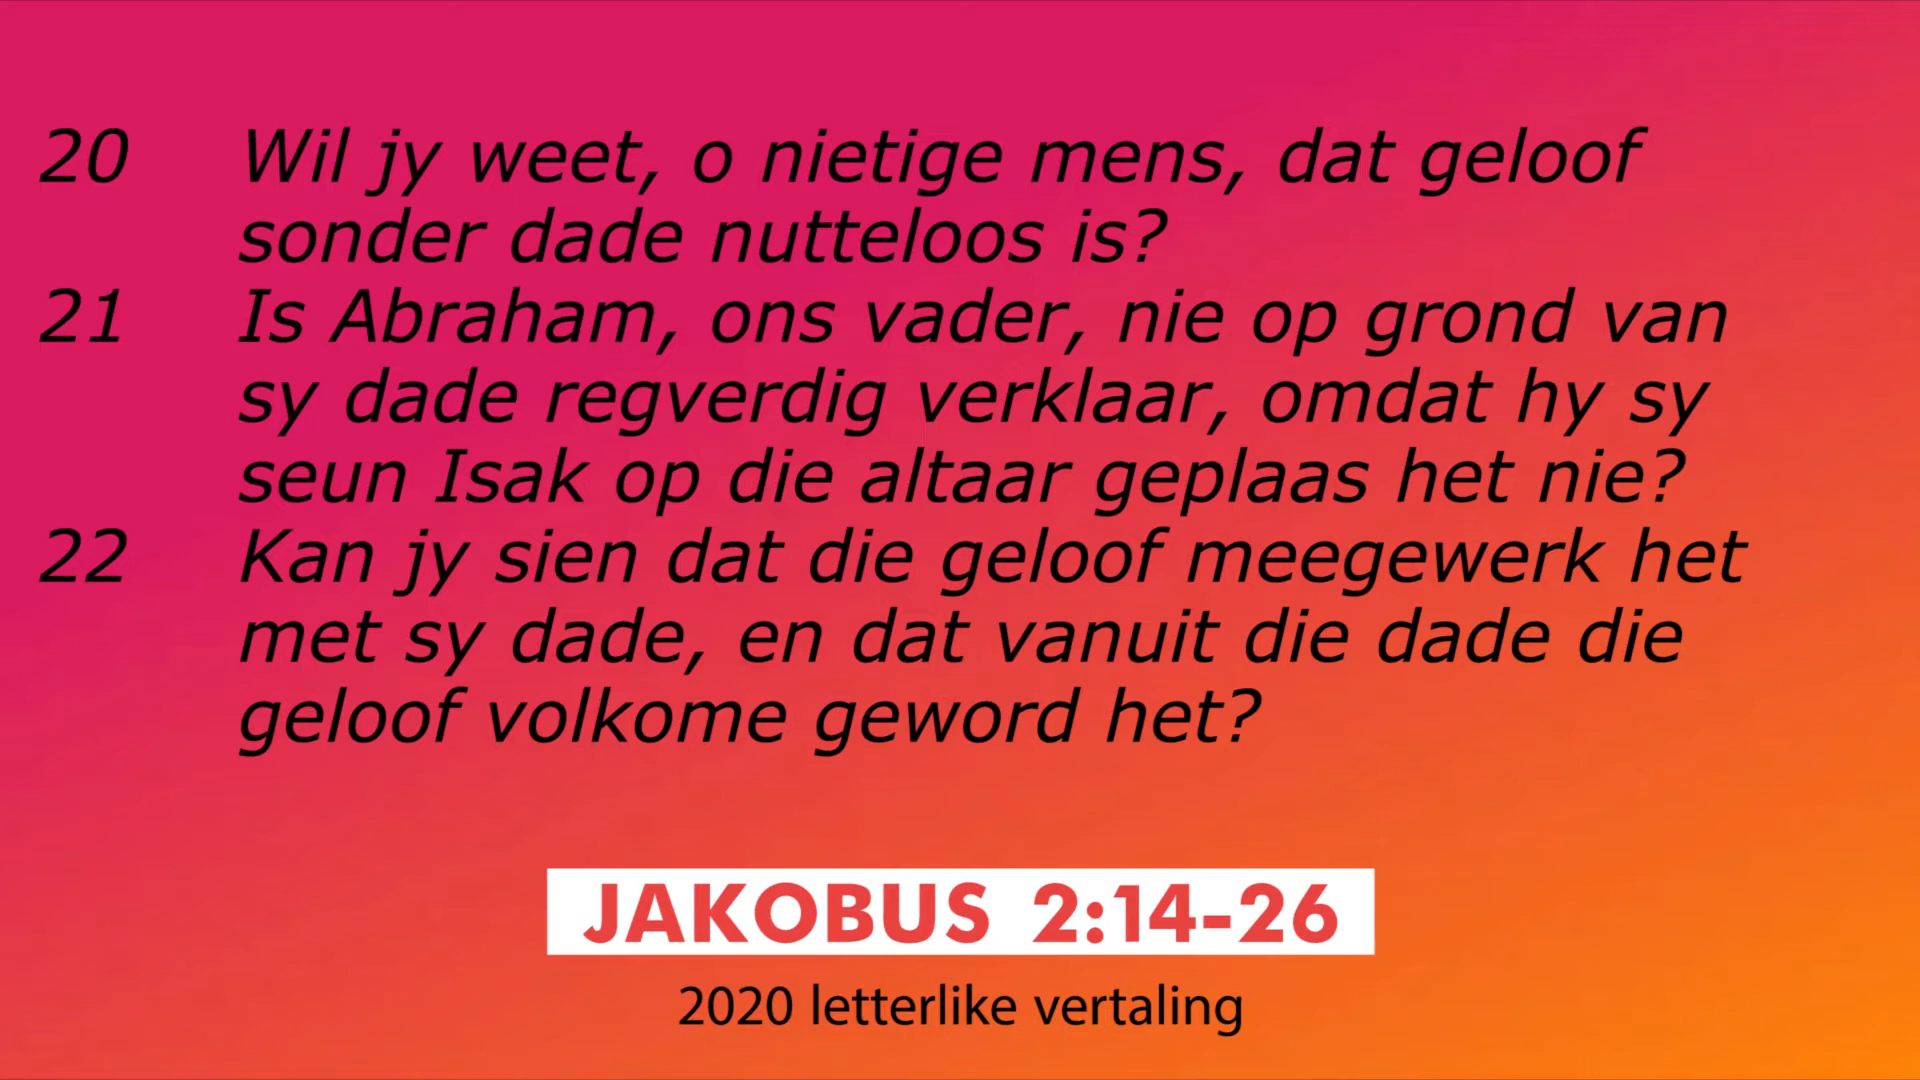 20 Wil jy weet, o nietige mens, dat geloof
sonder dade nutteloos is?
21 Is Abraham, ons vader, nie op grond van
sy dade regverdig verklaar, omdat hy sy
seun Isak op die altaar geplaas het nie?
22 Kan jy sien dat die geloof meegewerk het
met sy dade, en dat vanuit die dade die
geloof volkome geword het?
JAKOBUS 2:14-26
2020 letterlike vertaling